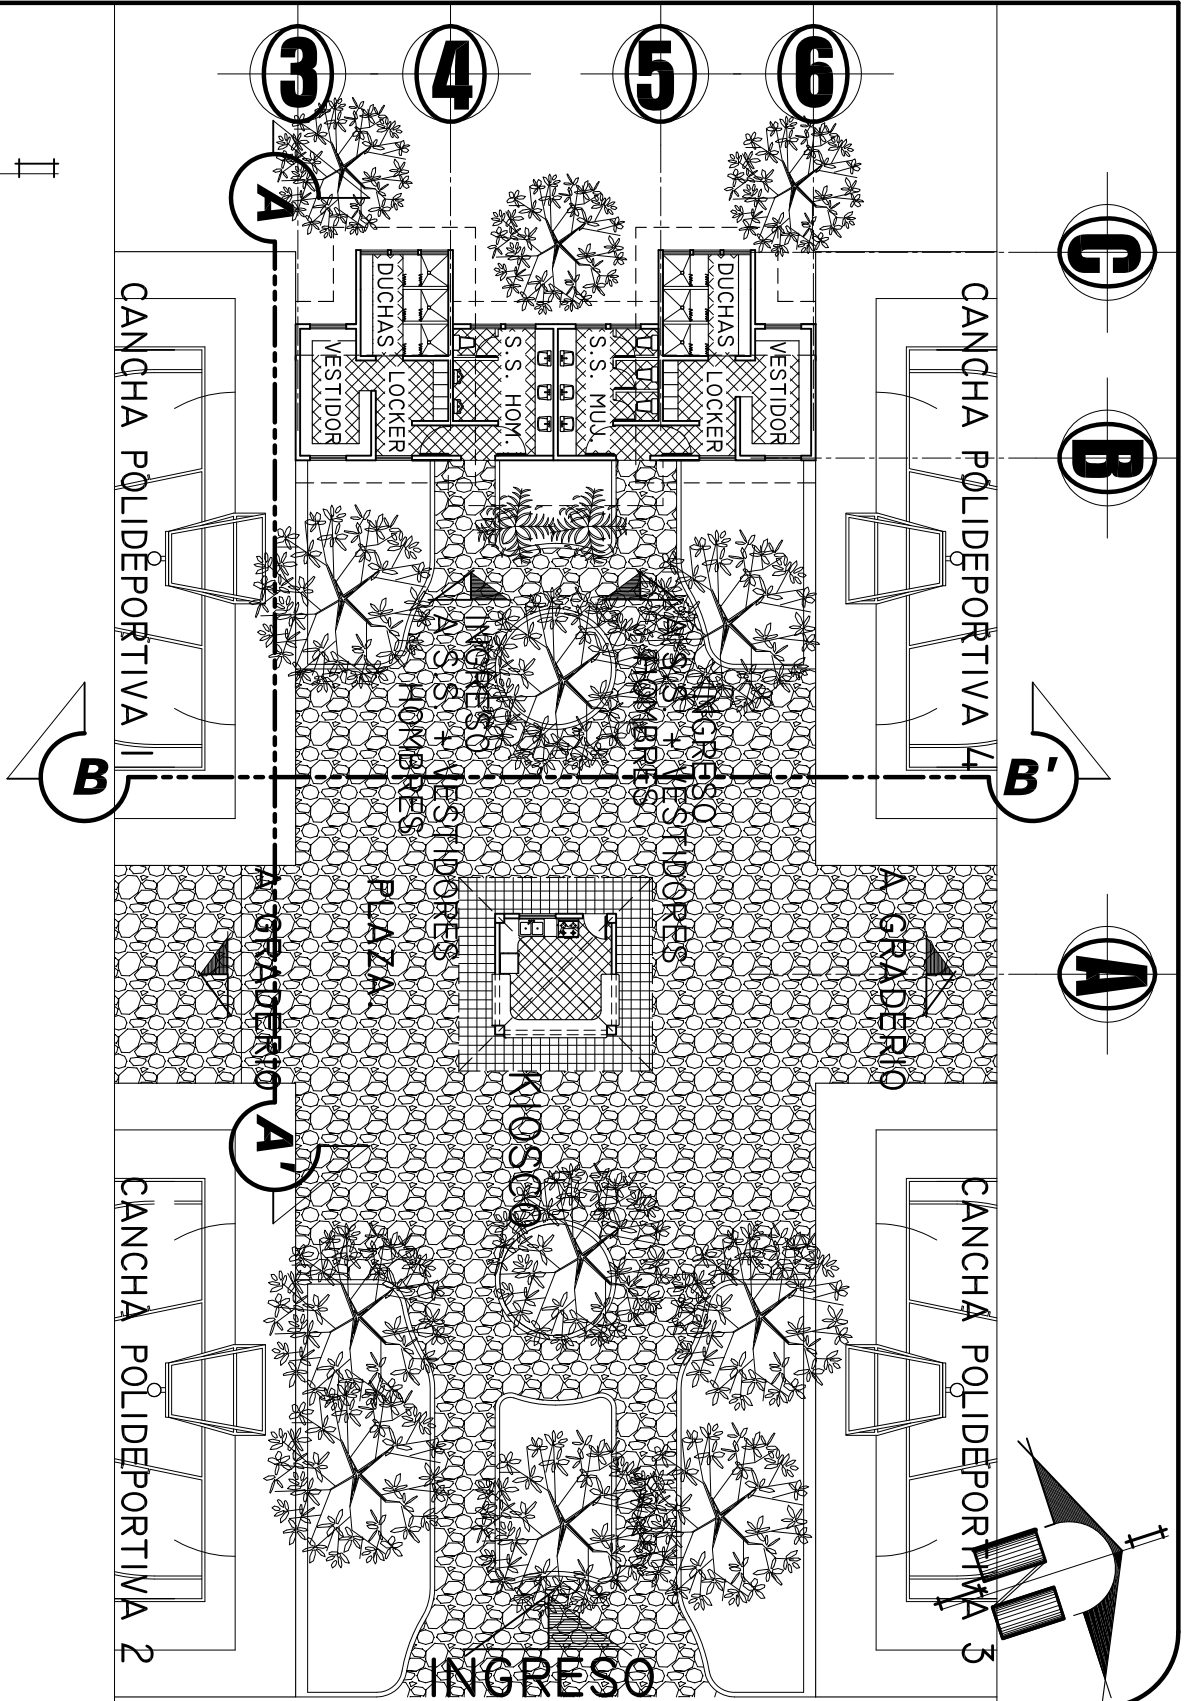 3
4
5
6
C
B
A
A
A'
B
B'
DUCHAS
VESTIDOR
LOCKER
S.S. HOM.
S.S. MUJ.
DUCHAS
LOCKER
VESTIDOR
CANCHA POLIDEPORTIVA 1
CANCHA POLIDEPORTIVA 4
INGRESO
A S.S + VESTIDORES
HOMBRES
INGRESO
A S.S + VESTIDORES
HOMBRES
A GRADERIO
PLAZA
A GRADERIO
KIOSCO
CANCHA POLIDEPORTIVA 2
CANCHA POLIDEPORTIVA 3
INGRESO